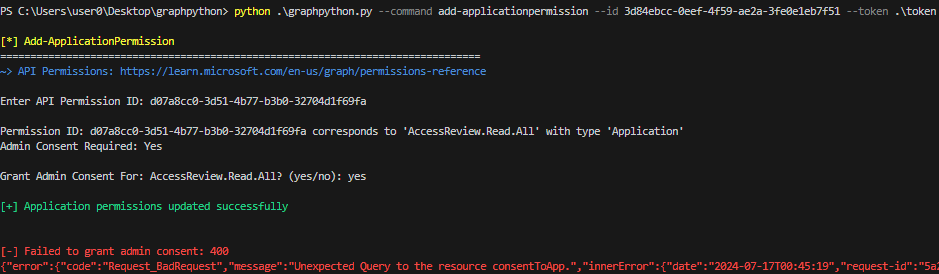 PS C:\Users\user0\Desktop\graphpython> python .\graphpython.py --command add-applicationpermission --id 3d84ebcc-0eef-4f59-ae2a-3fe0e1eb7f51 --token .\token
[*] Add-ApplicationPermission
================================================================================
~> API Permissions: https://learn.microsoft.com/en-us/graph/permissions-reference
Enter API Permission ID: d07a8cc0-3d51-4b77-b3b0-32704d1f69fa
Permission ID: d07a8cc0-3d51-4b77-b3b0-32704d1f69fa corresponds to 'AccessReview.Read.All' with type 'Application'
Admin Consent Required: Yes
Grant Admin Consent For: AccessReview.Read.All? (yes/no): yes
[+] Application permissions updated successfully
[-] Failed to grant admin consent: 400
{"error":{"code":"Request_BadRequest","message":"Unexpected Query to the resource consentToApp.","innerError":{"date":"2024-07-17T00:45:19","request-id":"5a